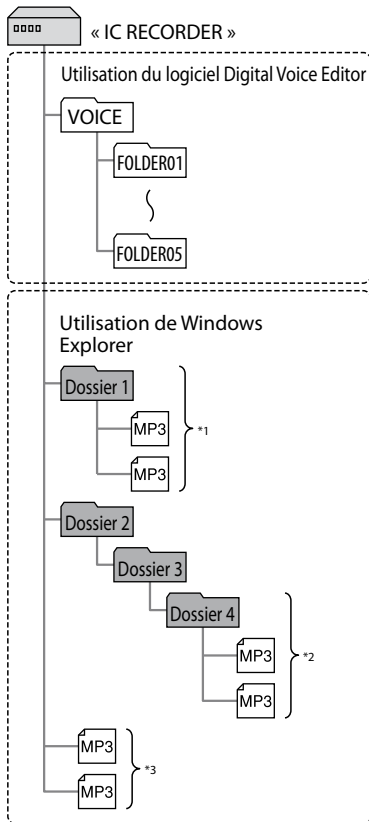 « IC RECORDER »
Utilisation du logiciel Digital Voice Editor
VOICE
FOLDER01
FOLDER05
Utilisation de Windows
Explorer
Dossier 1
MP3
*1
MP3
Dossier 2
Dossier 3
Dossier 4
MP3
*2
MP3
MP3
*3
MP3